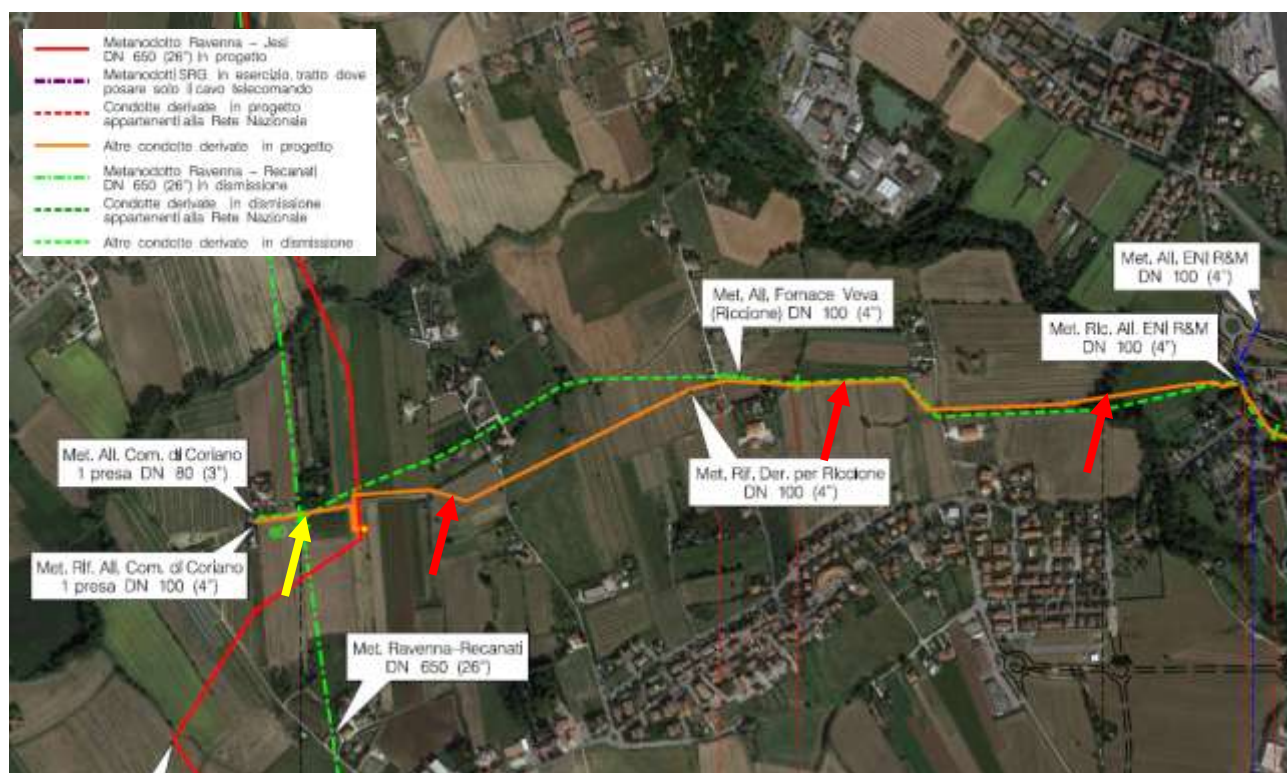 Metanodotto Ravenna - Jesi
DN 650 (26") in progetto
Metanodotti SRG in esercizio, tratto dove
posare solo il cavo telecomando
Condotte derivate in progetto
appartenenti alla Rete Nazionale
Altre condotte derivate in progetto
Metanodotto Ravenna - Recanati
DN 650 (26") in dismissione
Condotte derivate in dismissione
appartenenti alla Rete Nazionale
Altre condotte derivate in dismissione
Met. All. ENI R&M
DN 100 (4")
Met. All. Fornace Veva
(Riccione) DN 100 (4")
Met. Ric. All. ENI R&M
DN 100 (4")
Met. All. Com. di Coriano
1 presa DN 80 (3")
Met. Rif. Der. per Riccione
DN 100 (4")
Met. Rif. All. Com. di Coriano
1 presa DN 100 (4")
Met. Ravenna-Recanati
DN 650 (26")